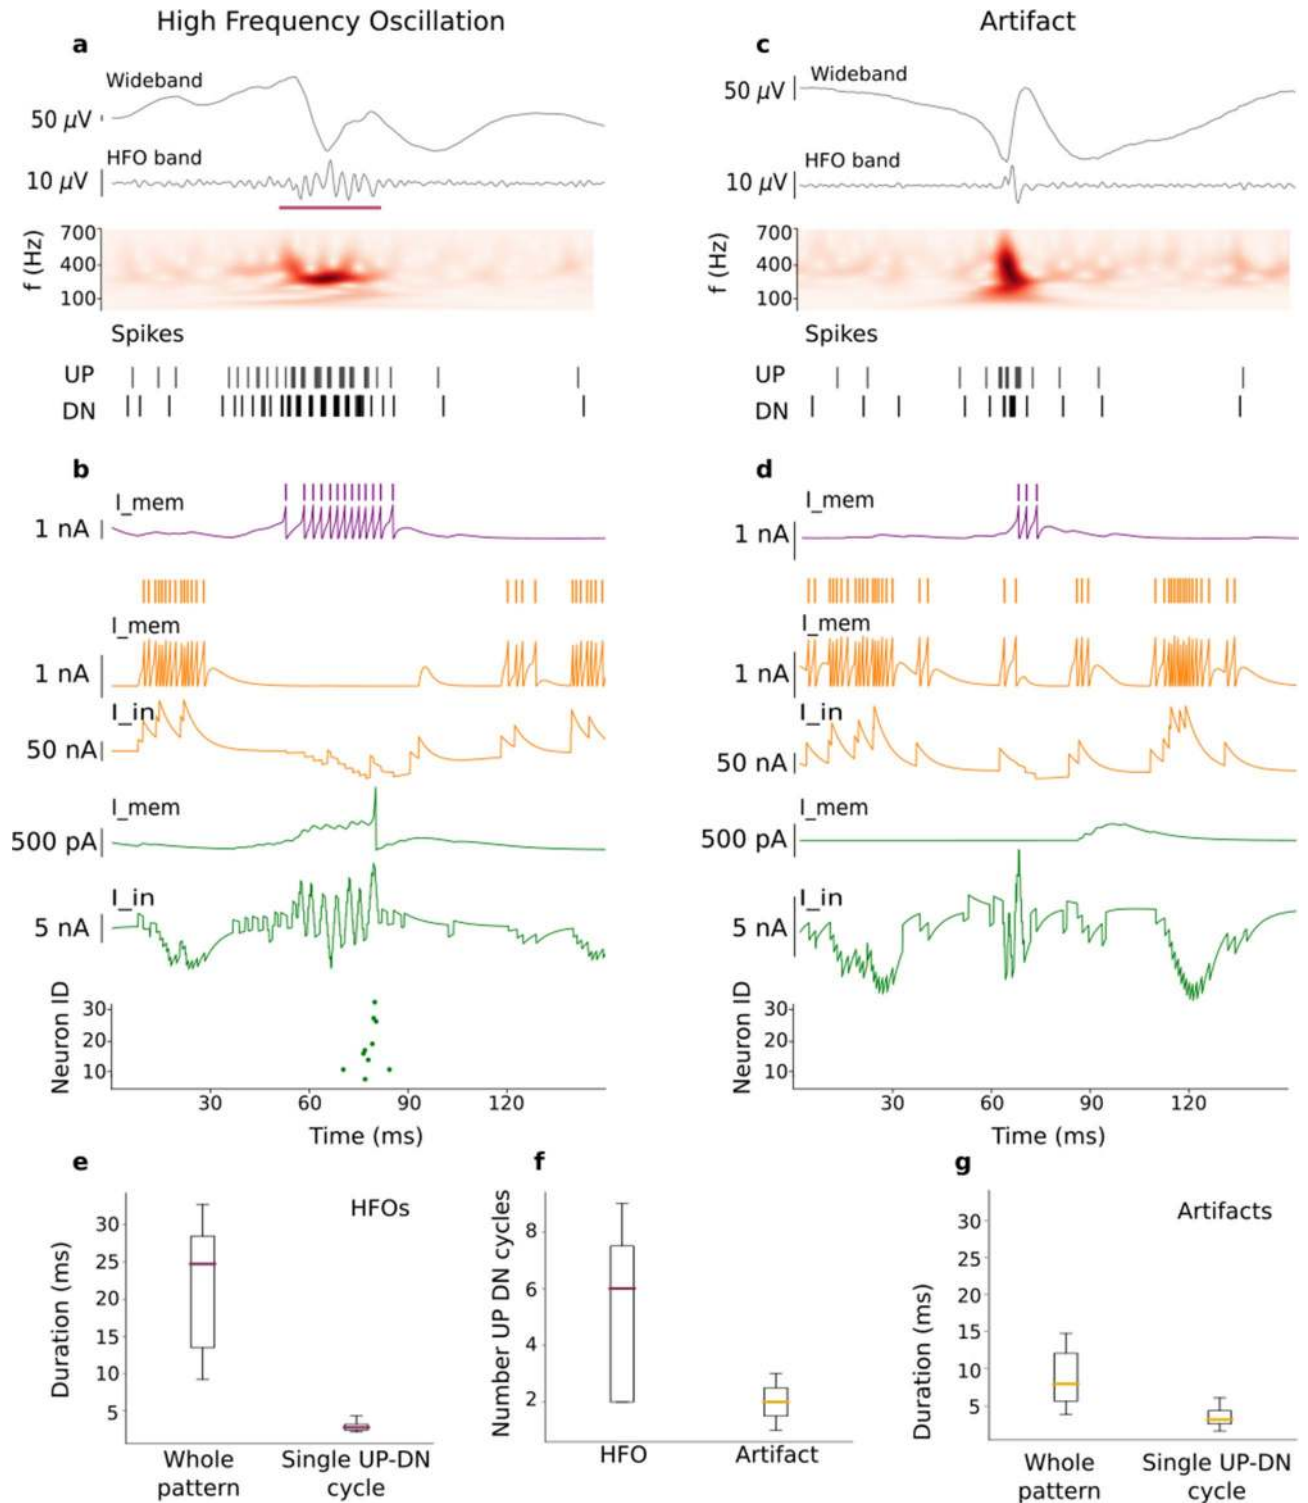 High Frequency Oscillation
Artifact
a
Wideband
50 µV
HFO band
10 µV
f (Hz)
700
400
100
Spikes
UP
DN
c
Wideband
50 µV
HFO band
10 µV
f (Hz)
700
400
100
Spikes
UP
DN
b
I_mem
1 nA
I_mem
1 nA
I_in
50 nA
I_mem
500 pA
I_in
5 nA
Neuron ID
30
20
10
30 60 90 120
Time (ms)
d
I_mem
1 nA
I_mem
1 nA
I_in
50 nA
I_mem
500 pA
I_in
5 nA
Neuron ID
30
20
10
30 60 90 120
Time (ms)
e
HFOs
Duration (ms)
30
25
20
15
10
5
Whole
pattern
Single UP-DN
cycle
f
Number UP DN cycles
8
6
4
2
HFO
Artifact
g
Artifacts
Duration (ms)
30
25
20
15
10
5
Whole
pattern
Single UP-DN
cycle